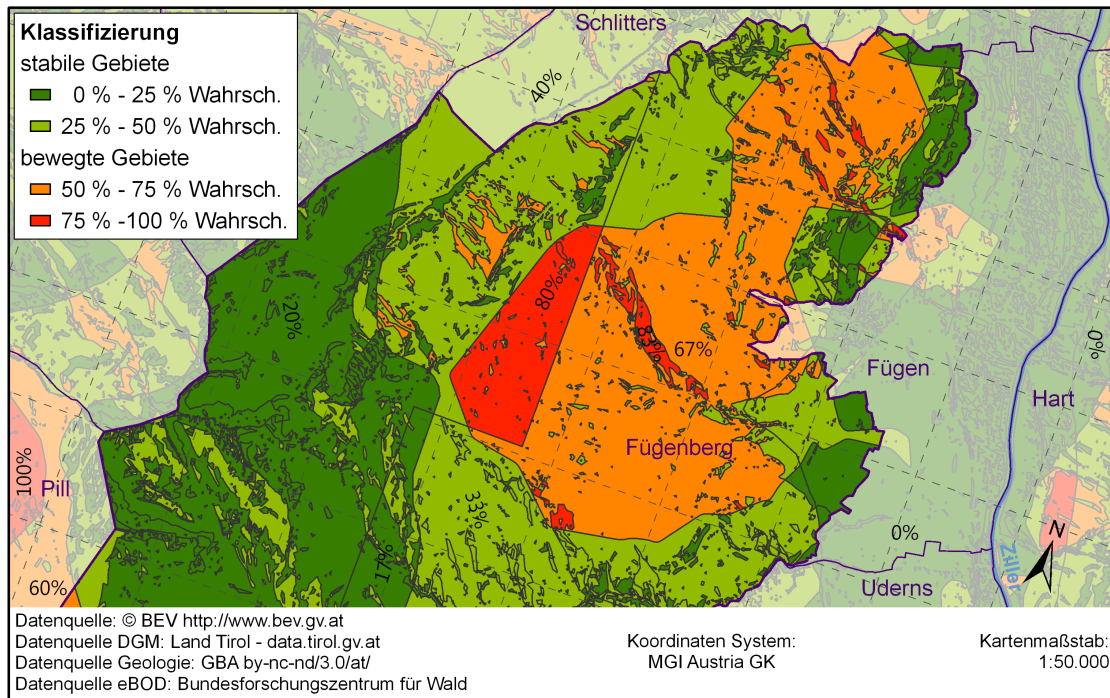 Klassifizierung
stabile Gebiete
0 % - 25 % Wahrsch.
25 % - 50 % Wahrsch.
bewegte Gebiete
50 % - 75 % Wahrsch.
75 % -100 % Wahrsch.
Schlitters
40%
20%
80%
83%
67%
0%
Fügen
Hart
Fügenberg
100%
Pill
33%
17%
0%
N
Ziller
60%
Uderns
Datenquelle: © BEV http://www.bev.gv.at
Datenquelle DGM: Land Tirol - data.tirol.gv.at
Datenquelle Geologie: GBA by-nc-nd/3.0/at/
Datenquelle eBOD: Bundesforschungszentrum für Wald
Koordinaten System:
MGI Austria GK
Kartenmaßstab:
1:50.000